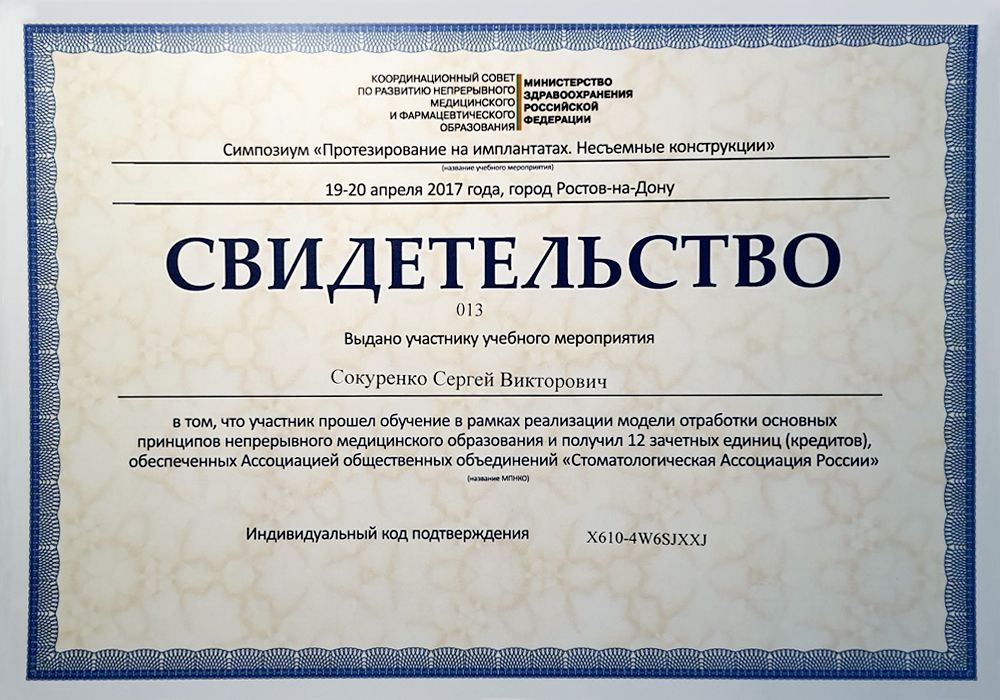 КООРДИНАЦИОННЫЙ СОВЕТ
ПО РАЗВИТИЮ НЕПРЕРЫВНОГО
МЕДИЦИНСКОГО
И ФАРМАЦЕВТИЧЕСКОГО
ОБРАЗОВАНИЯ
МИНИСТЕРСТВО
ЗДРАВООХРАНЕНИЯ
РОССИЙСКОЙ
ФЕДЕРАЦИИ
Симпозиум «Протезирование на имплантатах. Несъемные конструкции»
(название учебного мероприятия)
19-20 апреля 2017 года, город Ростов-на-Дону
СВИДЕТЕЛЬСТВО
013
Выдано участнику учебного мероприятия
Сокуренко Сергей Викторович
в том, что участник прошел обучение в рамках реализации модели отработки основных
принципов непрерывного медицинского образования и получил 12 зачетных единиц (кредитов),
обеспеченных Ассоциацией общественных объединений «Стоматологическая Ассоциация России»
(название МПНКО)
Индивидуальный код подтверждения X610-4W6SJXXJ